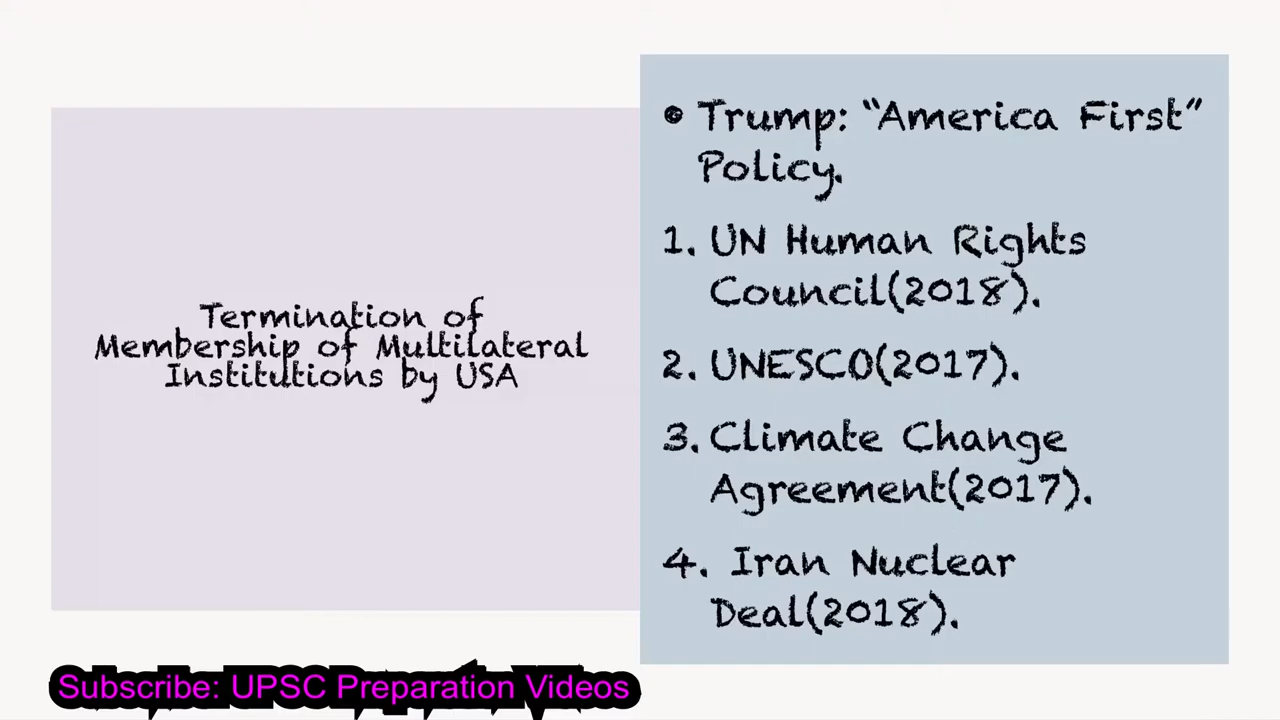 Termination of
Membership of Multilateral
Institutions by USA
• Trump: “America First”
Policy.
1. UN Human Rights
Council(2018).
2. UNESCO(2017).
3. Climate Change
Agreement(2017).
4. Iran Nuclear
Deal(2018).
Subscribe: UPSC Preparation Videos